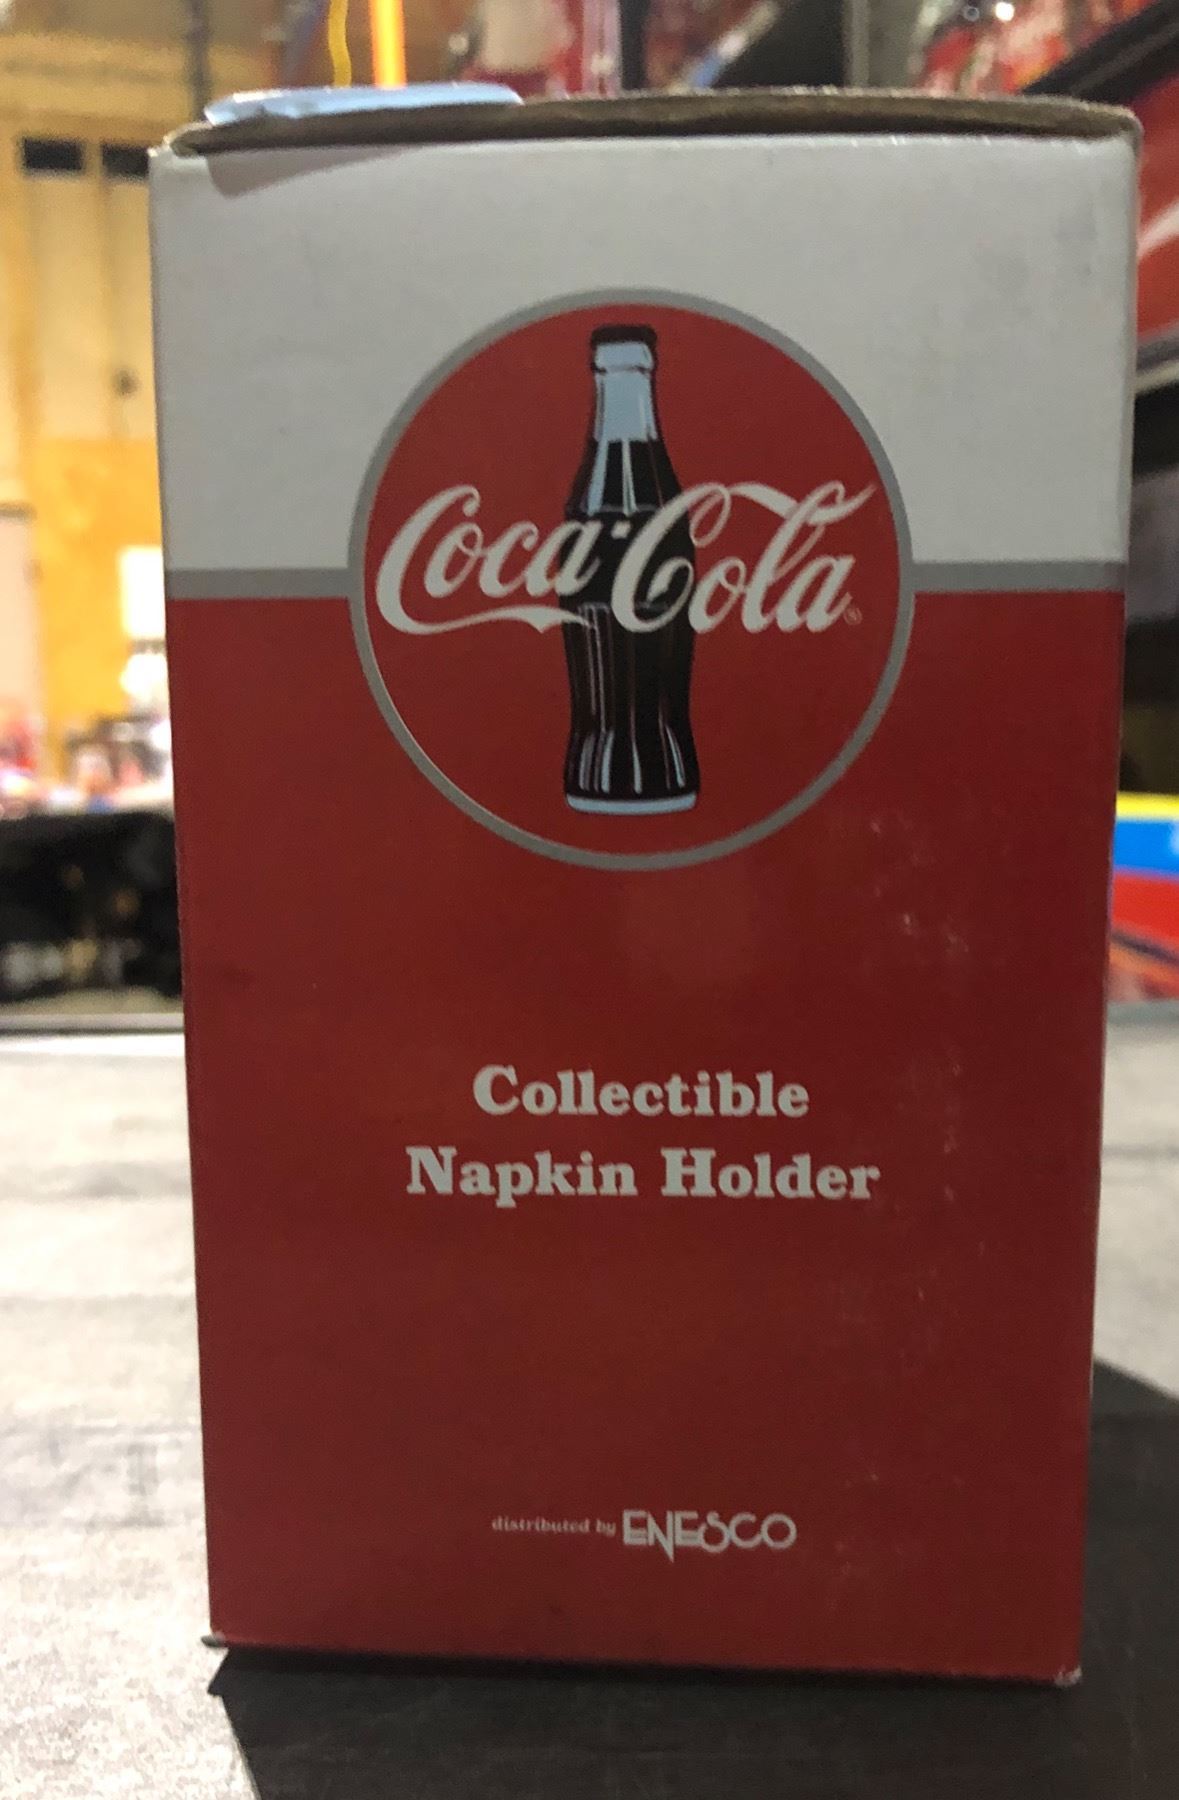 Coca-Cola®
Collectible
Napkin Holder
distributed by ENESCO